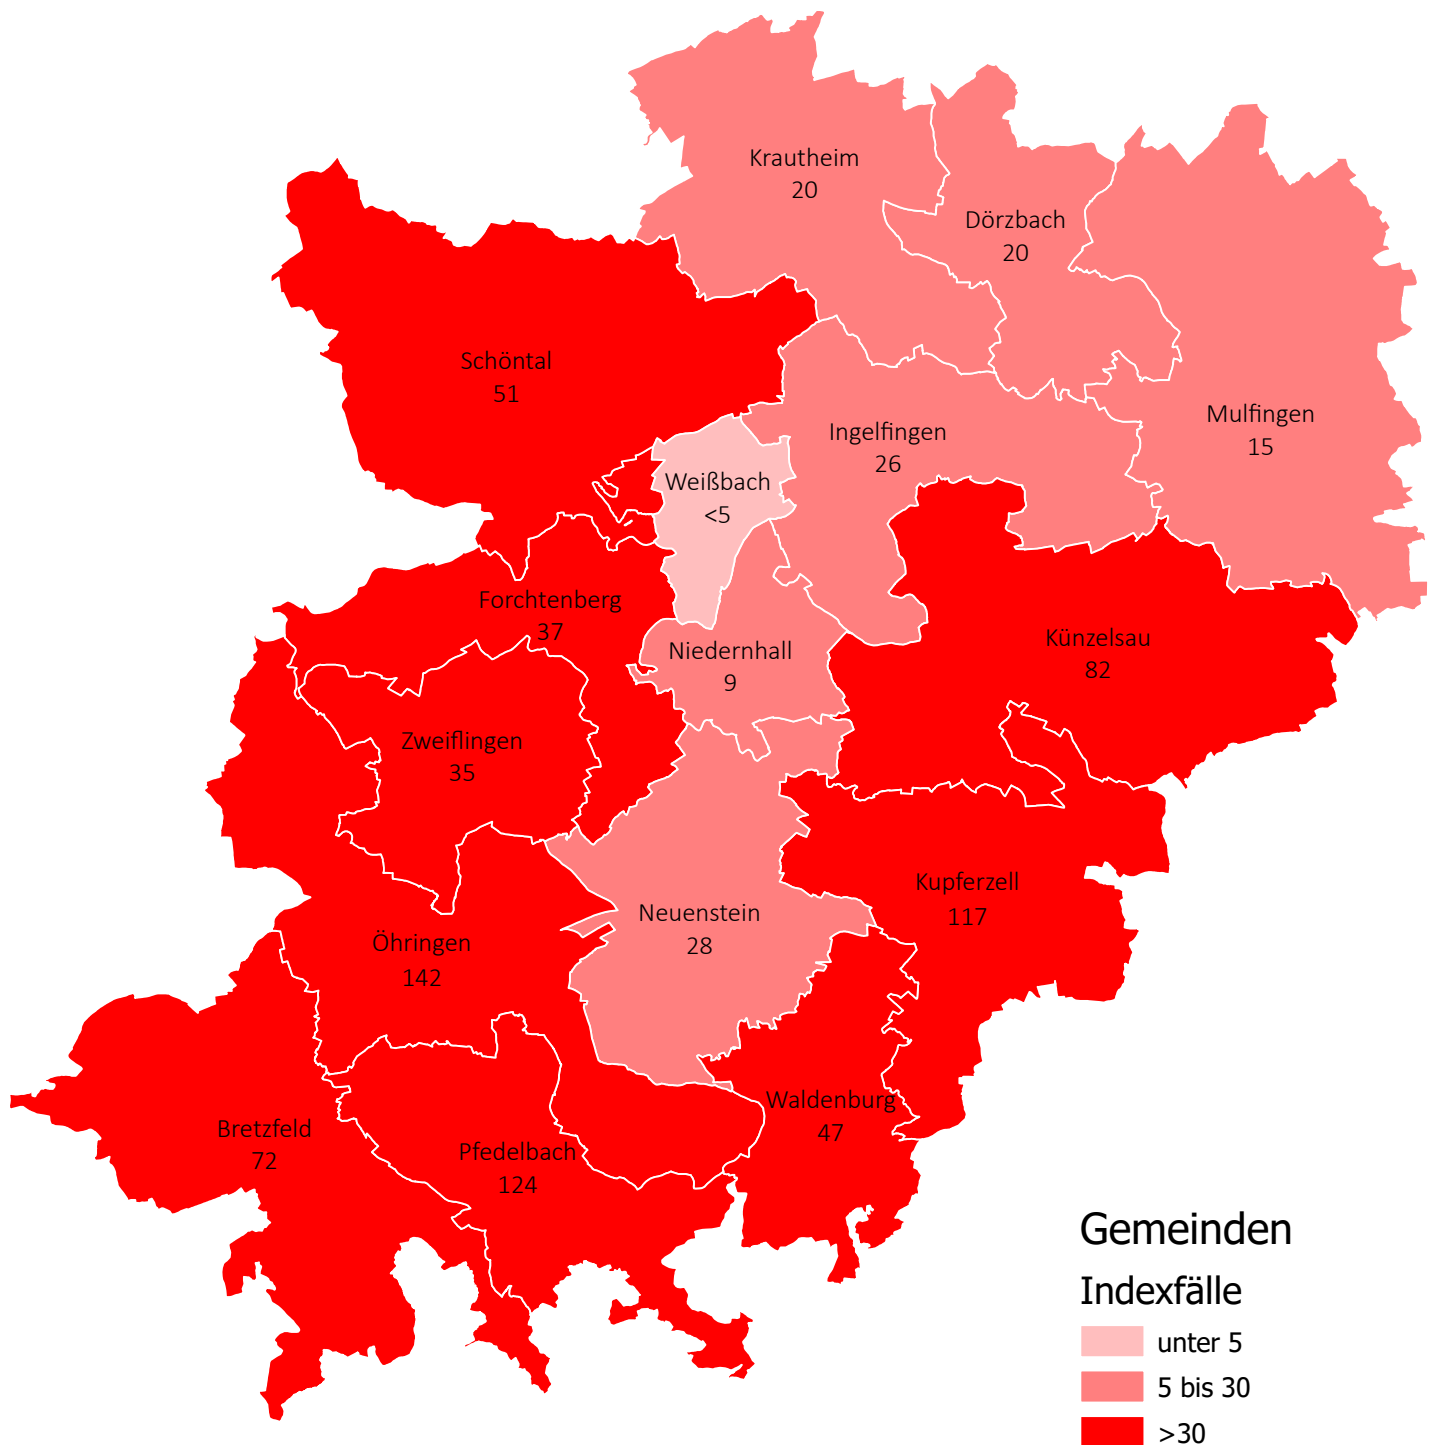 Krautheim
20
Dörzbach
20
Schöntal
51
Mulfingen
15
Ingelfingen
26
Weißbach
<5
Forchtenberg
37
Künzelsau
82
Niedernhall
9
Zweiflingen
35
Kupferzell
117
Neuenstein
28
Öhringen
142
Waldenburg
47
Bretzfeld
72
Pfedelbach
124
Gemeinden
Indexfälle
unter 5
5 bis 30
>30